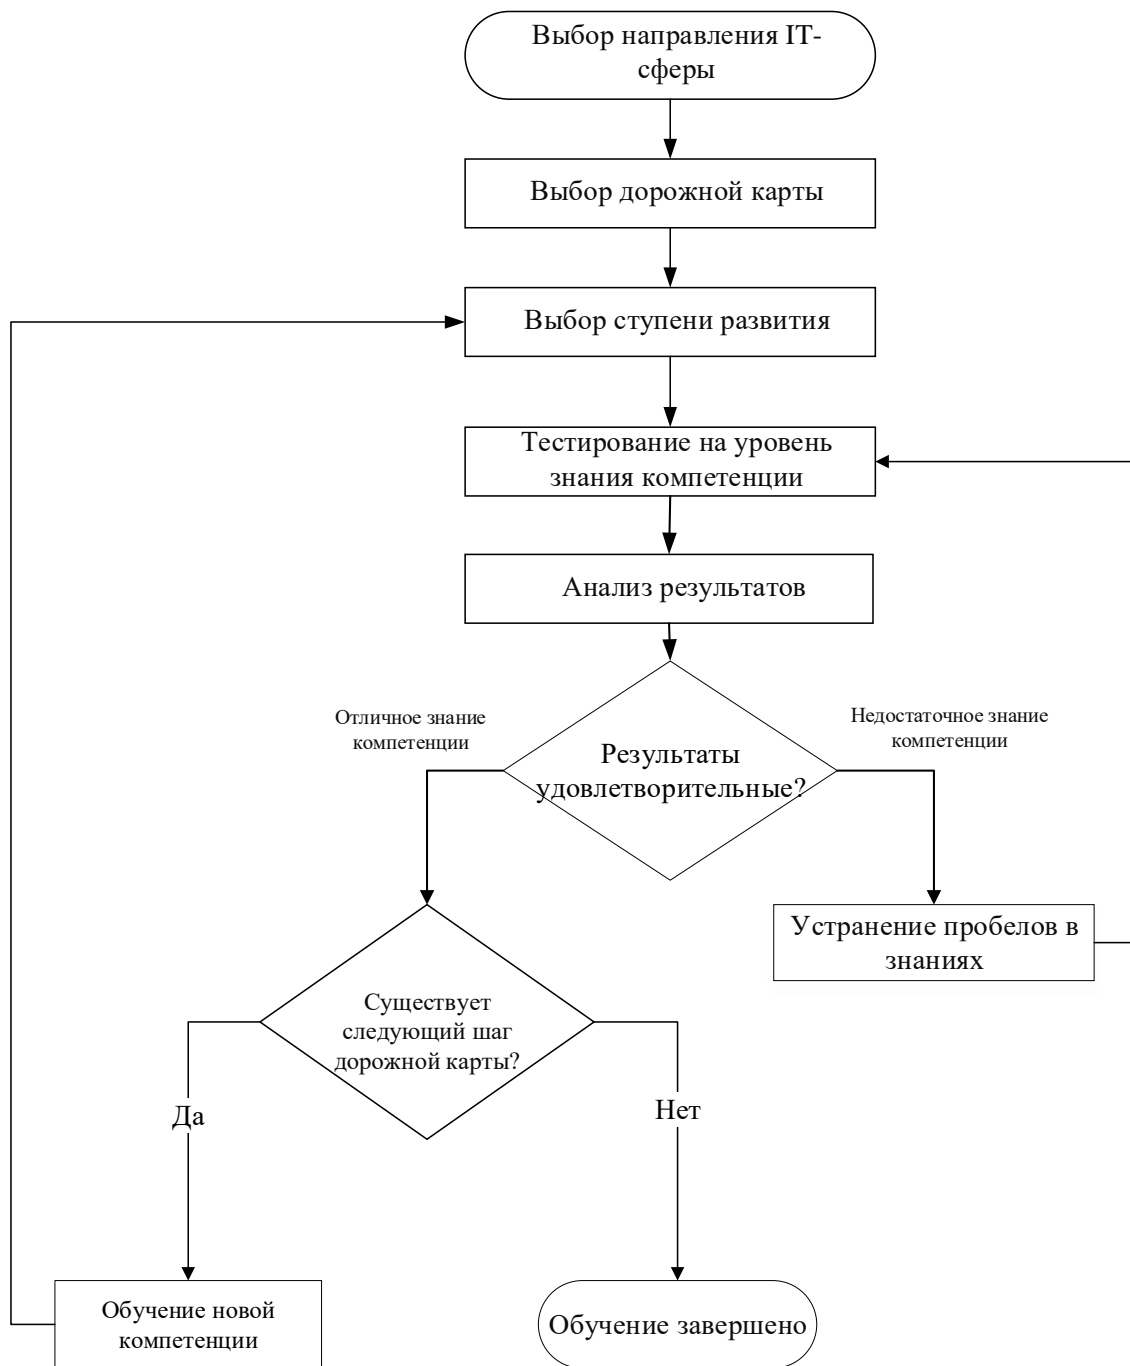 Выбор направления IT-
сферы
Выбор дорожной карты
Выбор ступени развития
Тестирование на уровень
знания компетенции
Анализ результатов
Отличное знание
компетенции
Недостаточное знание
компетенции
Результаты
удовлетворительные?
Устранение пробелов в
знаниях
Существует
следующий шаг
дорожной карты?
Да
Нет
Обучение новой
компетенции
Обучение завершено